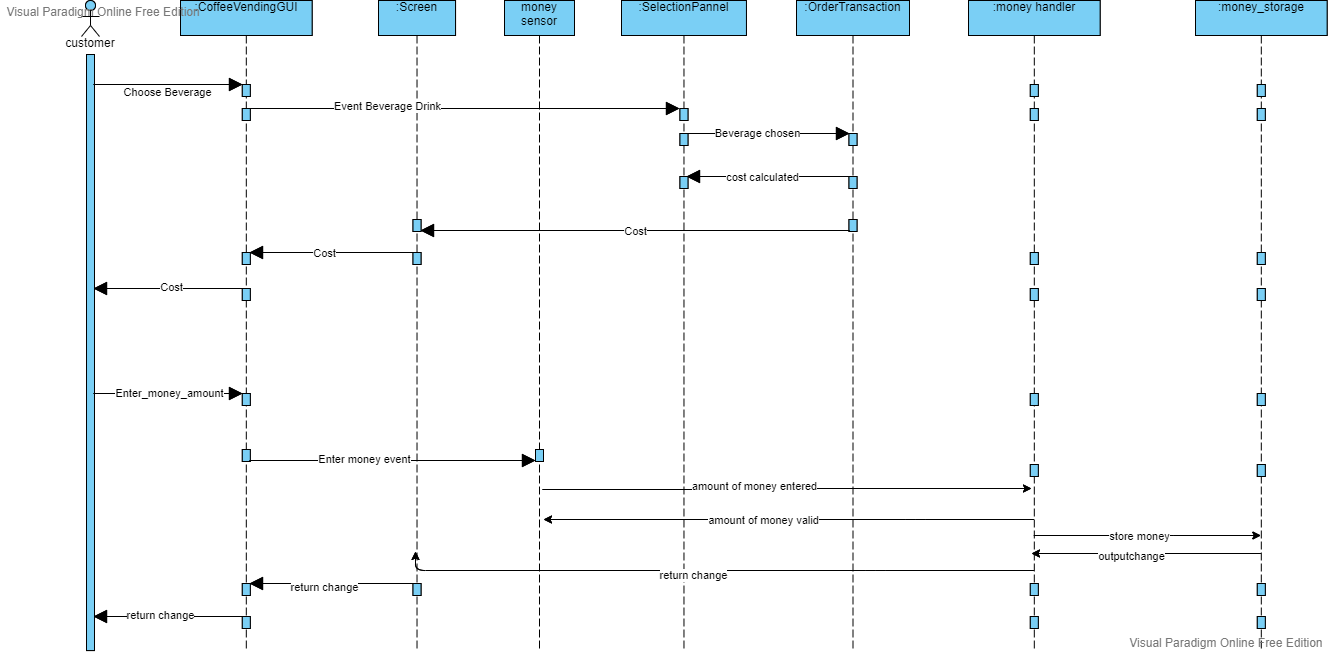 Visual Paradigm Online Free Edition
:CoffeeVendingGUI
:Screen
money
sensor
:SelectionPannel
:OrderTransaction
:money handler
:money_storage
customer
Choose Beverage
Event Beverage Drink
Beverage chosen
cost calculated
Cost
Cost
Cost
Enter_money_amount
Enter money event
amount of money entered
amount of money valid
store money
outputchange
return change
return change
return change
Visual Paradigm Online Free Edition